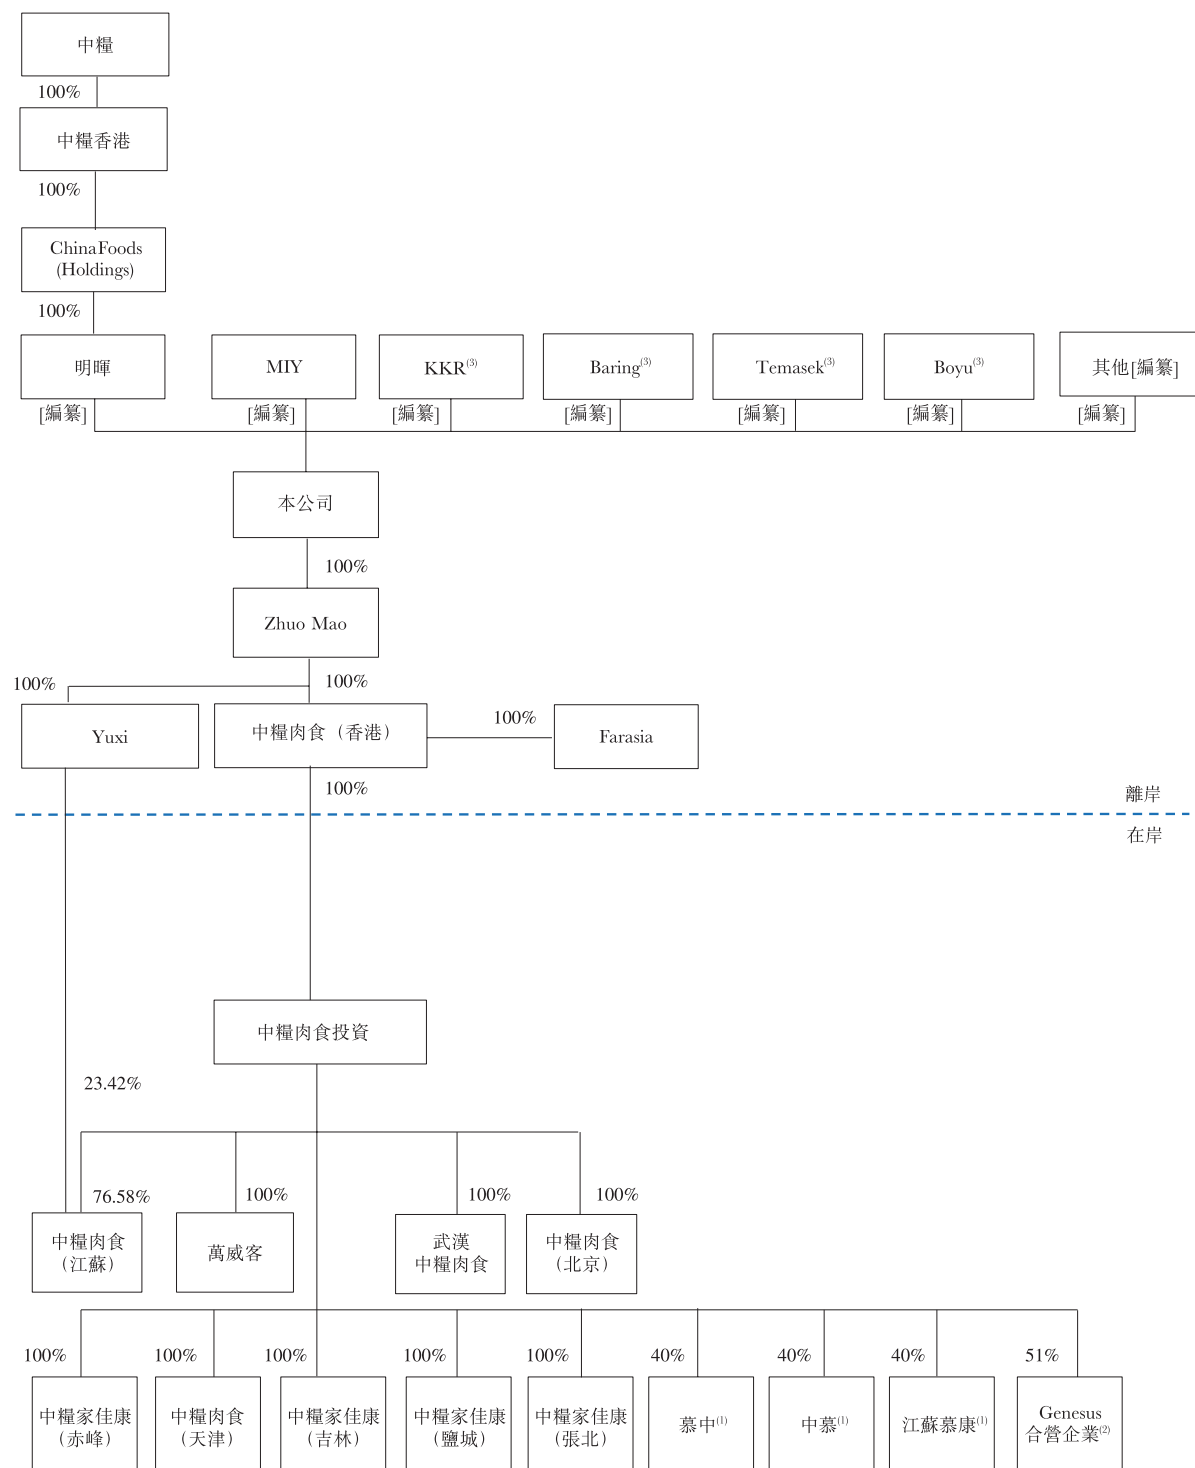 中糧
100%
中糧香港
100%
ChinaFoods
(Holdings)
100%
明暉
MIY
KKR(3)
Baring(3)
Temasek(3)
Boyu(3)
其他[編纂]
[編纂]
[編纂]
[編纂]
[編纂]
[編纂]
[編纂]
[編纂]
本公司
100%
Zhuo Mao
100%
100%
Yuxi
中糧肉食（香港）
100%
Farasia
100%
離岸
在岸
中糧肉食投資
23.42%
76.58%
100%
100%
100%
中糧肉食
（江蘇）
萬威客
武漢
中糧肉食
中糧肉食
（北京）
100%
100%
100%
100%
100%
40%
40%
40%
51%
中糧家佳康
（赤峰）
中糧肉食
（天津）
中糧家佳康
（吉林）
中糧家佳康
（鹽城）
中糧家佳康
（張北）
慕中(1)
中慕(1)
江蘇慕康(1)
Genesus
合營企業(2)